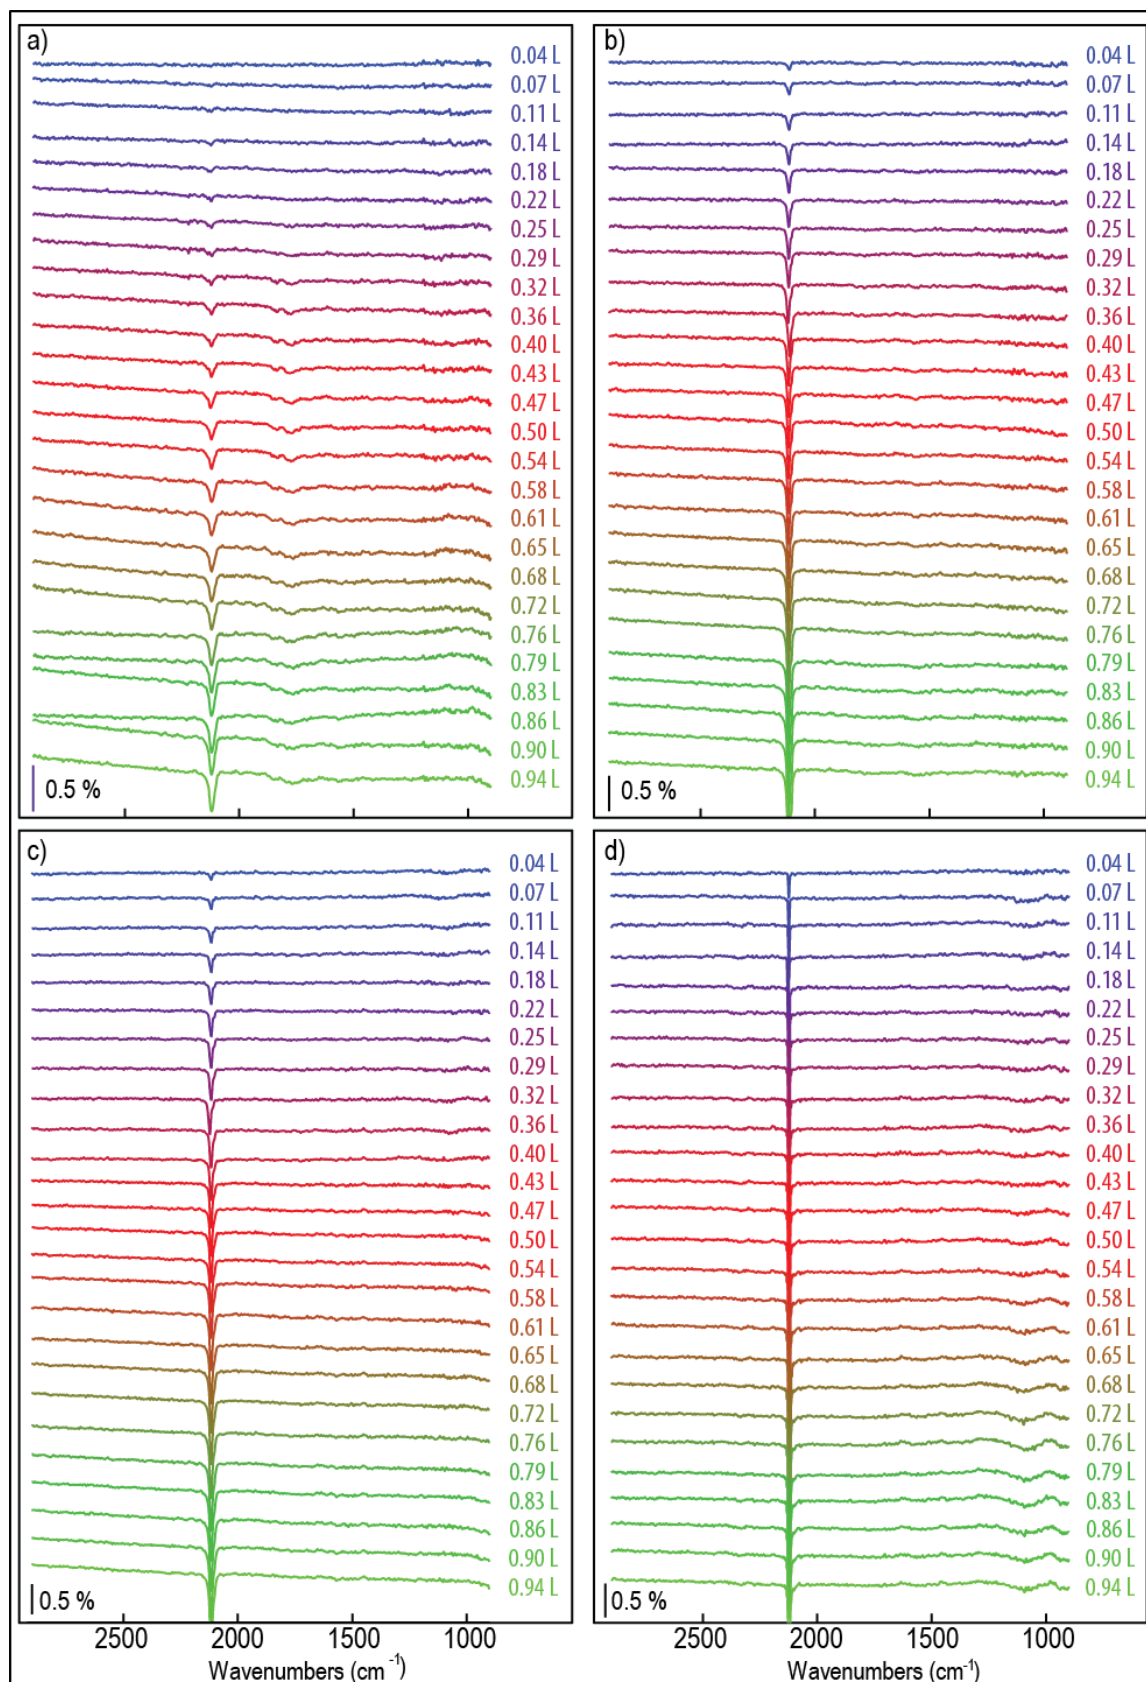 a)
0.04 L
0.07 L
0.11 L
0.14 L
0.18 L
0.22 L
0.25 L
0.29 L
0.32 L
0.36 L
0.40 L
0.43 L
0.47 L
0.50 L
0.54 L
0.58 L
0.61 L
0.65 L
0.68 L
0.72 L
0.76 L
0.79 L
0.83 L
0.86 L
0.90 L
0.94 L
0.5 %
2500 2000 1500 1000
b)
0.04 L
0.07 L
0.11 L
0.14 L
0.18 L
0.22 L
0.25 L
0.29 L
0.32 L
0.36 L
0.40 L
0.43 L
0.47 L
0.50 L
0.54 L
0.58 L
0.61 L
0.65 L
0.68 L
0.72 L
0.76 L
0.79 L
0.83 L
0.86 L
0.90 L
0.94 L
0.5 %
c)
0.04 L
0.07 L
0.11 L
0.14 L
0.18 L
0.22 L
0.25 L
0.29 L
0.32 L
0.36 L
0.40 L
0.43 L
0.47 L
0.50 L
0.54 L
0.58 L
0.61 L
0.65 L
0.68 L
0.72 L
0.76 L
0.79 L
0.83 L
0.86 L
0.90 L
0.94 L
0.5 %
2500 2000 1500 1000
Wavenumbers (cm⁻¹)
d)
0.04 L
0.07 L
0.11 L
0.14 L
0.18 L
0.22 L
0.25 L
0.29 L
0.32 L
0.36 L
0.40 L
0.43 L
0.47 L
0.50 L
0.54 L
0.58 L
0.61 L
0.65 L
0.68 L
0.72 L
0.76 L
0.79 L
0.83 L
0.86 L
0.90 L
0.94 L
0.5 %
2500 2000 1500 1000
Wavenumbers (cm⁻¹)